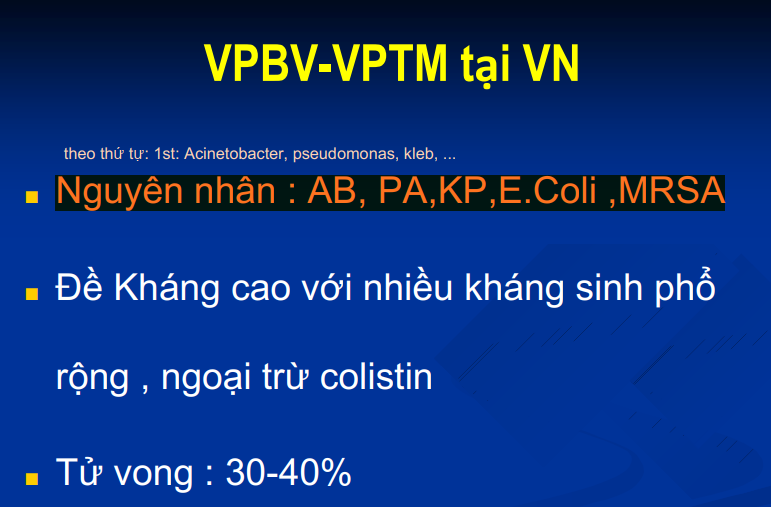 VPBV-VPTM tại VN
theo thứ tự: 1st: Acinetobacter, pseudomonas, kleb, ...
Nguyên nhân : AB, PA,KP,E.Coli ,MRSA
Đề Kháng cao với nhiều kháng sinh phổ
rộng , ngoại trừ colistin
Tử vong : 30-40%